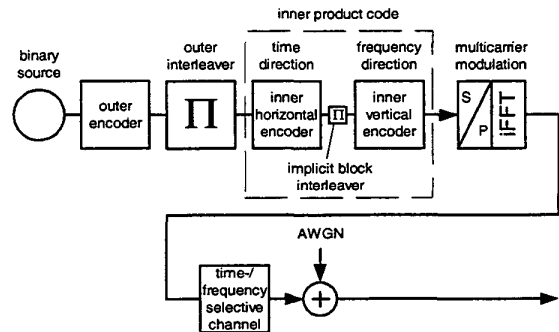 inner product code
binary
source
outer
interleaver
time
direction
frequency
direction
multicarrier
modulation
outer
encoder
Π
inner
horizontal
encoder
Π
inner
vertical
encoder
S
P
IFFT
implicit block
interleaver
AWGN
time-/
frequency
selective
channel
+